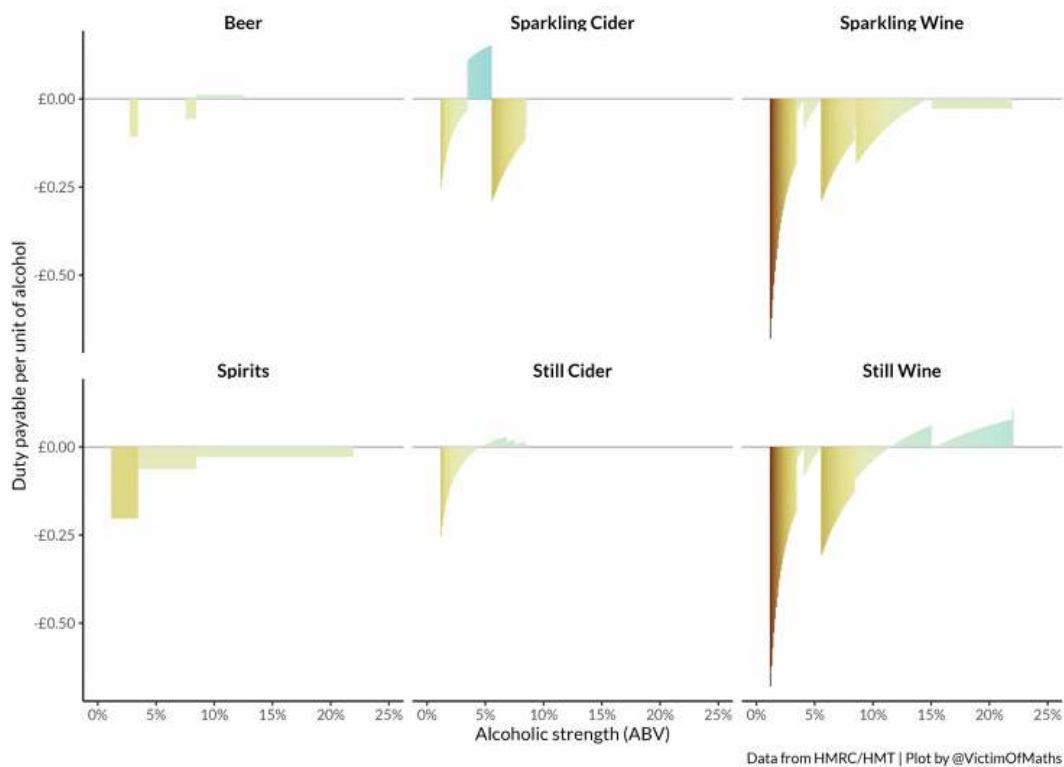 Beer
Sparkling Cider
Sparkling Wine
£0.00
-£0.25
-£0.50
Spirits
Still Cider
Still Wine
£0.00
-£0.25
-£0.50
Duty payable per unit of alcohol
0% 5% 10% 15% 20% 25%
0% 5% 10% 15% 20% 25%
0% 5% 10% 15% 20% 25%
Alcoholic strength (ABV)
Data from HMRC/HMT | Plot by @VictimOfMaths